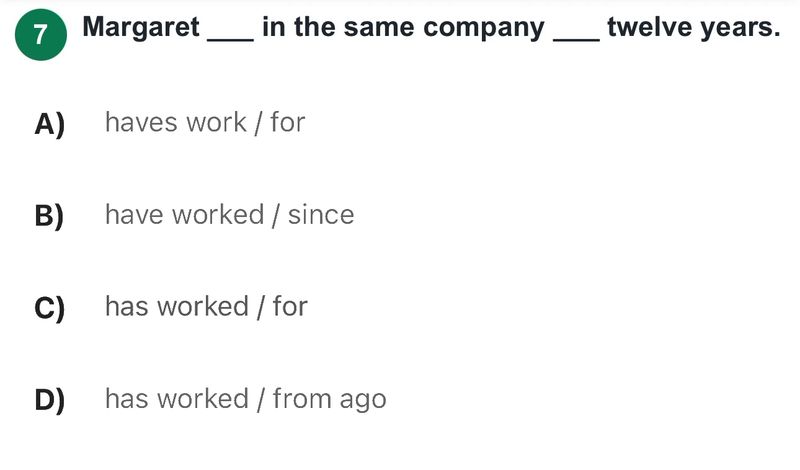 7 Margaret ___ in the same company ___ twelve years.
A) haves work / for
B) have worked / since
C) has worked / for
D) has worked / from ago